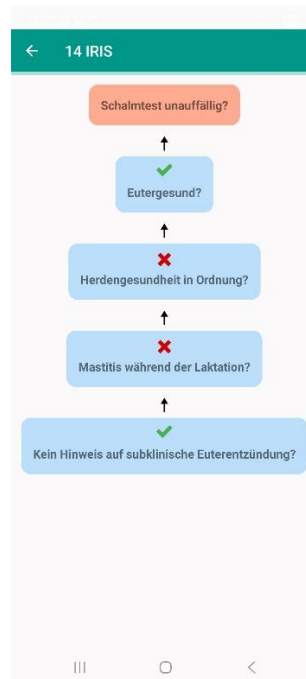 14 IRIS
Schalmtest unauffällig?
Eutergesund?
Herdengesundheit in Ordnung?
Mastitis während der Laktation?
Kein Hinweis auf subklinische Euterentzündung?